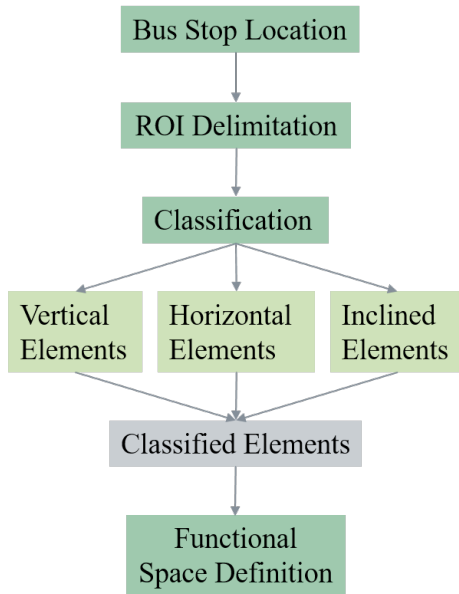 Bus Stop Location
ROI Delimitation
Classification
Vertical
Elements
Horizontal
Elements
Inclined
Elements
Classified Elements
Functional
Space Definition